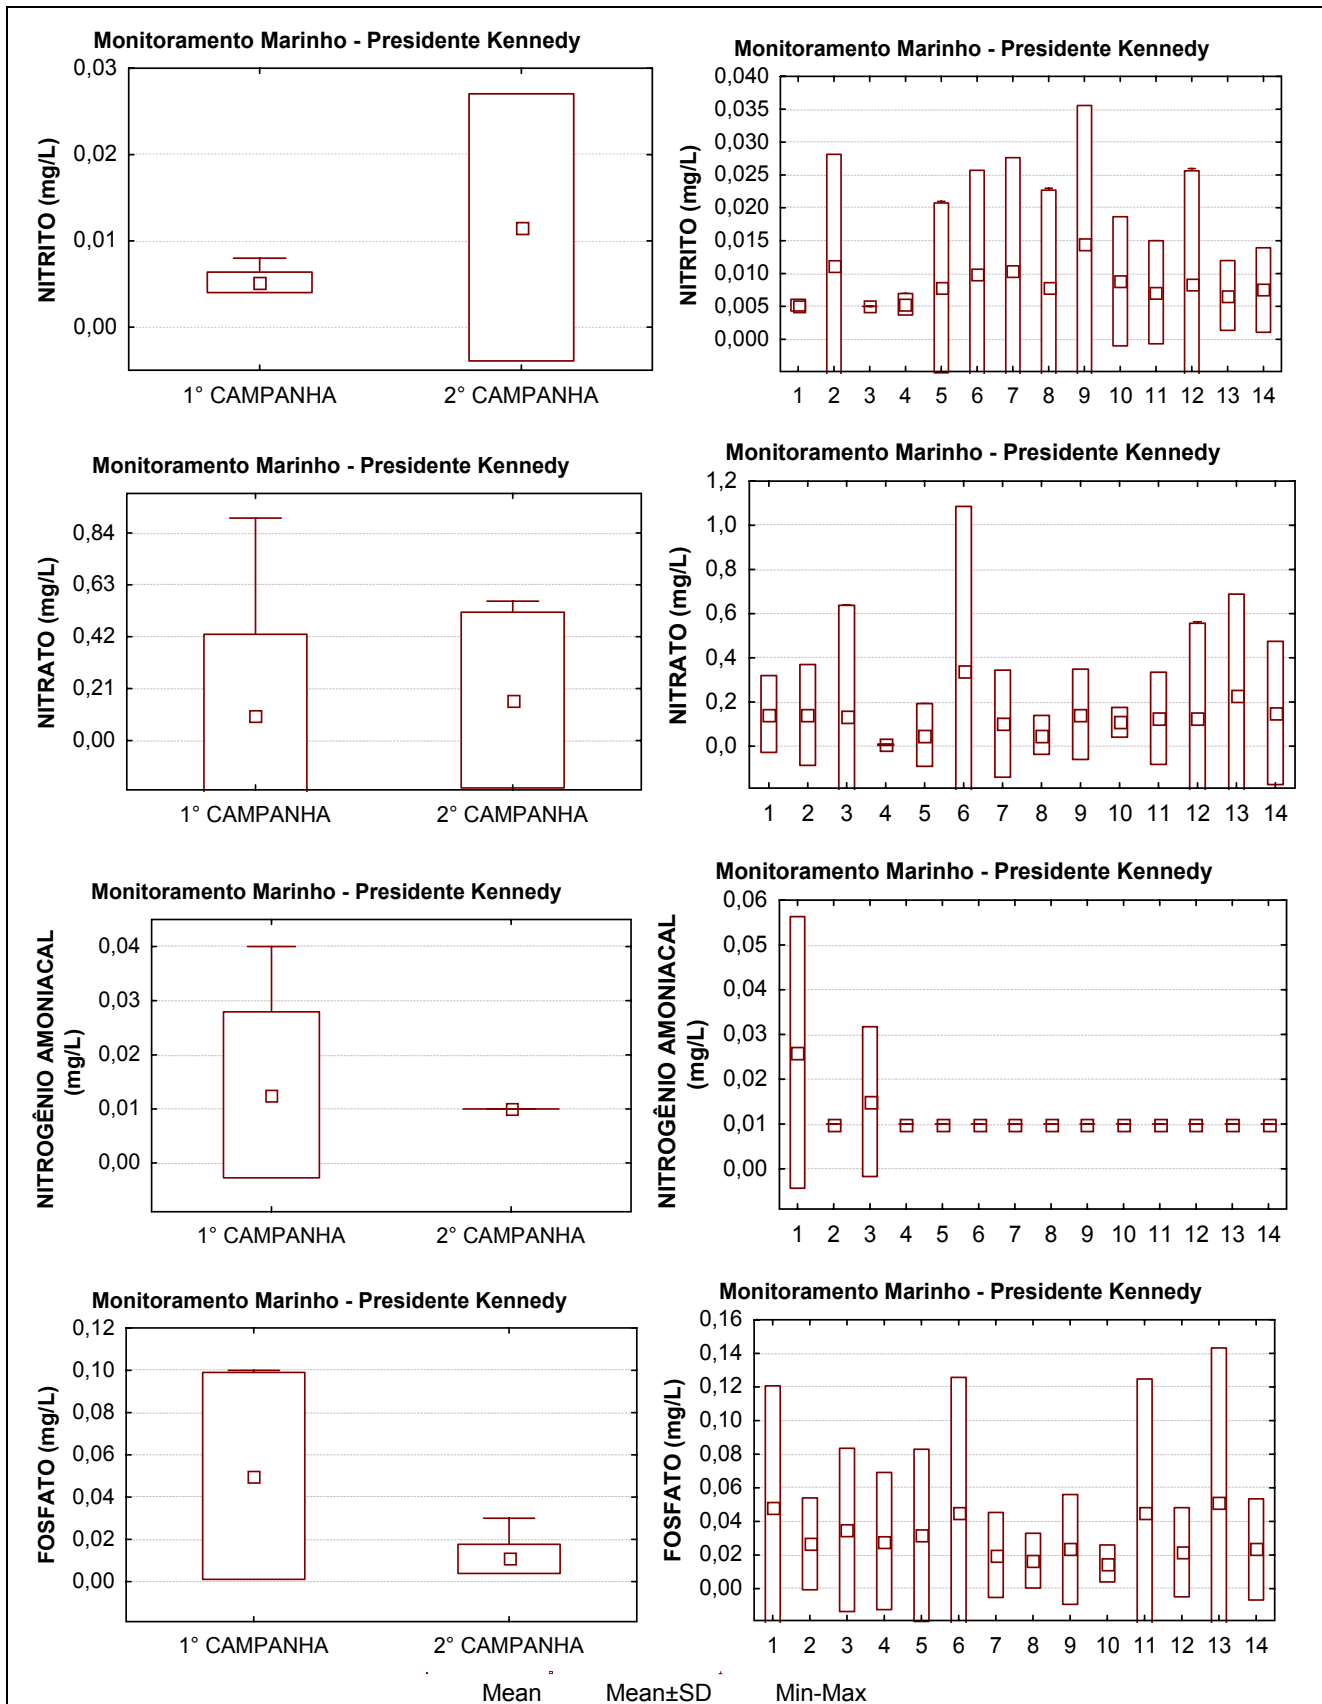 Monitoramento Marinho - Presidente Kennedy
NITRITO (mg/L)
0,03
0,02
0,01
0,00
1° CAMPANHA 2° CAMPANHA
Monitoramento Marinho - Presidente Kennedy
NITRITO (mg/L)
0,040
0,035
0,030
0,025
0,020
0,015
0,010
0,005
0,000
1 2 3 4 5 6 7 8 9 10 11 12 13 14
Monitoramento Marinho - Presidente Kennedy
NITRATO (mg/L)
0,84
0,63
0,42
0,21
0,00
1° CAMPANHA 2° CAMPANHA
Monitoramento Marinho - Presidente Kennedy
NITRATO (mg/L)
1,2
1,0
0,8
0,6
0,4
0,2
0,0
1 2 3 4 5 6 7 8 9 10 11 12 13 14
Monitoramento Marinho - Presidente Kennedy
NITROGÊNIO AMONIACAL
(mg/L)
0,04
0,03
0,02
0,01
0,00
1° CAMPANHA 2° CAMPANHA
Monitoramento Marinho - Presidente Kennedy
NITROGÊNIO AMONIACAL
(mg/L)
0,06
0,05
0,04
0,03
0,02
0,01
0,00
1 2 3 4 5 6 7 8 9 10 11 12 13 14
Monitoramento Marinho - Presidente Kennedy
FOSFATO (mg/L)
0,12
0,10
0,08
0,06
0,04
0,02
0,00
1° CAMPANHA 2° CAMPANHA
Monitoramento Marinho - Presidente Kennedy
FOSFATO (mg/L)
0,16
0,14
0,12
0,10
0,08
0,06
0,04
0,02
0,00
1 2 3 4 5 6 7 8 9 10 11 12 13 14
Mean Mean±SD Min-Max